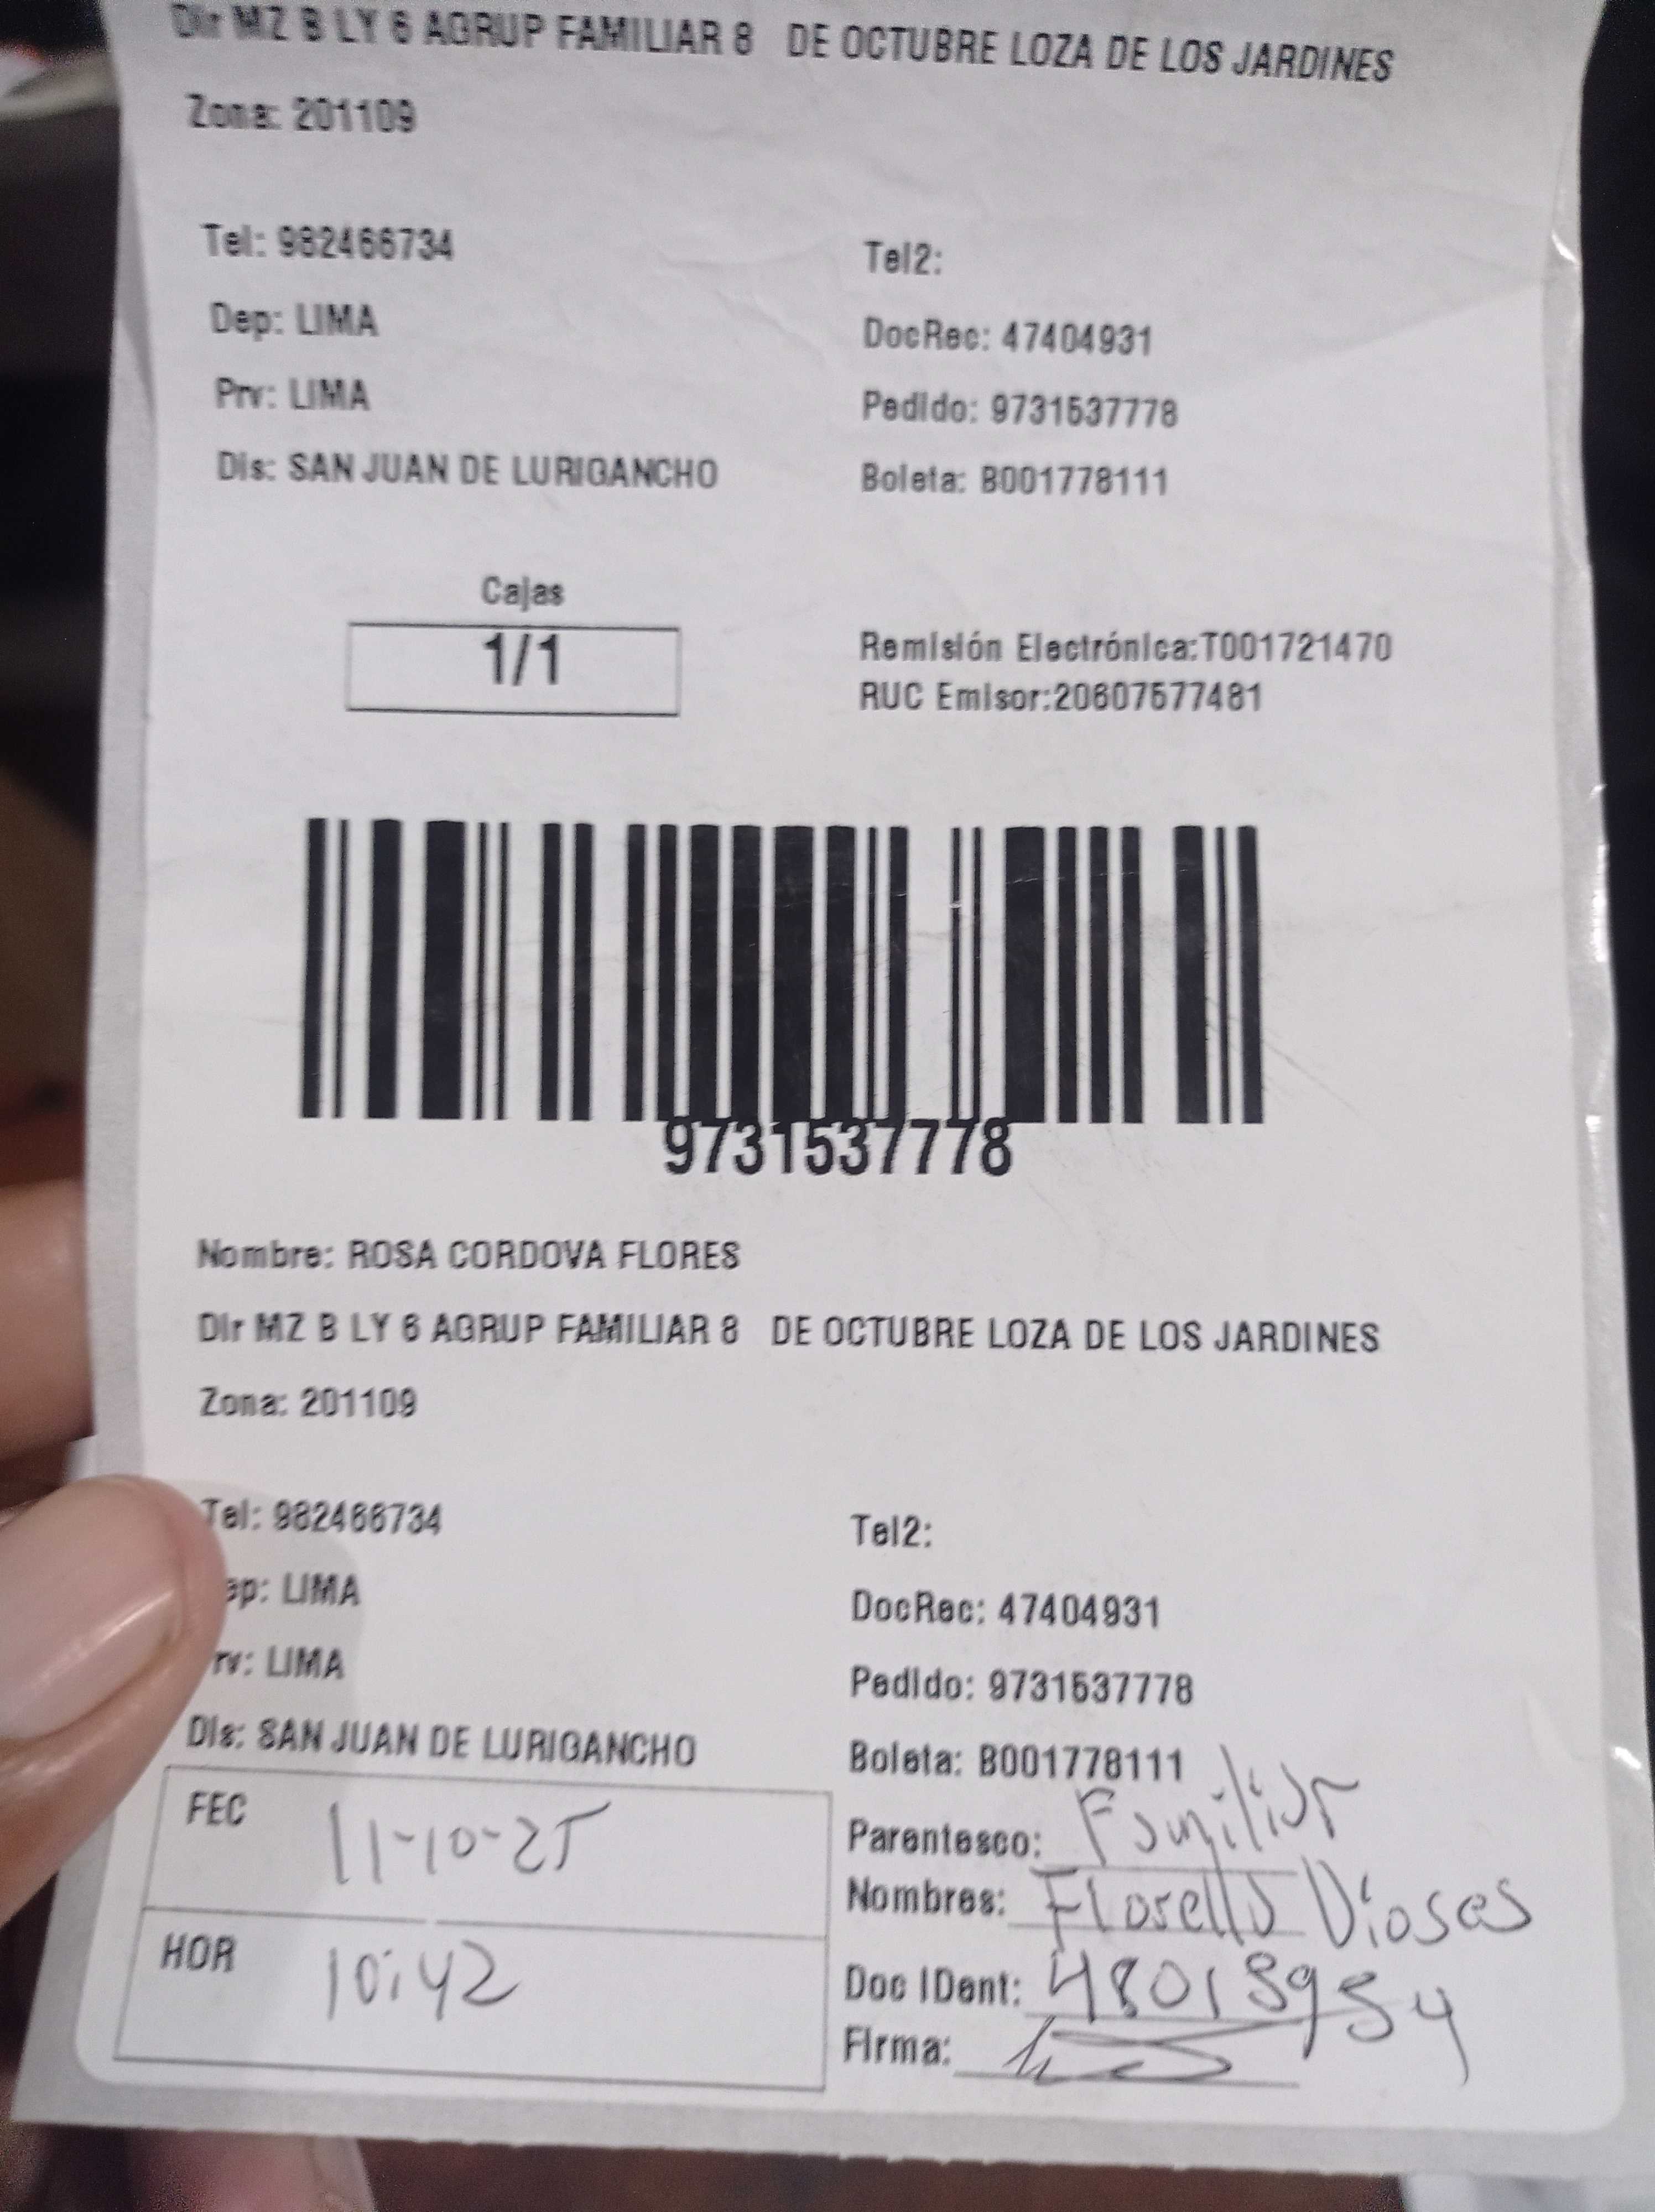 Dir MZ B LY 6 AGRUP FAMILIAR 8 DE OCTUBRE LOZA DE LOS JARDINES
Zona: 201109
Tel: 982466734 Tel2:
Dep: LIMA DocRec: 47404931
Prv: LIMA Pedido: 9731537778
Dis: SAN JUAN DE LURIGANCHO Boleta: B001778111
Cajas
1/1
Remisión Electrónica:T001721470
RUC Emisor:20607577481
9731537778
Nombre: ROSA CORDOVA FLORES
Dir MZ B LY 6 AGRUP FAMILIAR 8 DE OCTUBRE LOZA DE LOS JARDINES
Zona: 201109
Tel: 982466734 Tel2:
ep: LIMA DocRec: 47404931
rv: LIMA Pedido: 9731537778
Dis: SAN JUAN DE LURIGANCHO Boleta: B001778111
FEC 11-10-25
Parentesco: Familiar
Nombres: Florella Dioses
HOR 10:42
Doc IDent:
Firma: